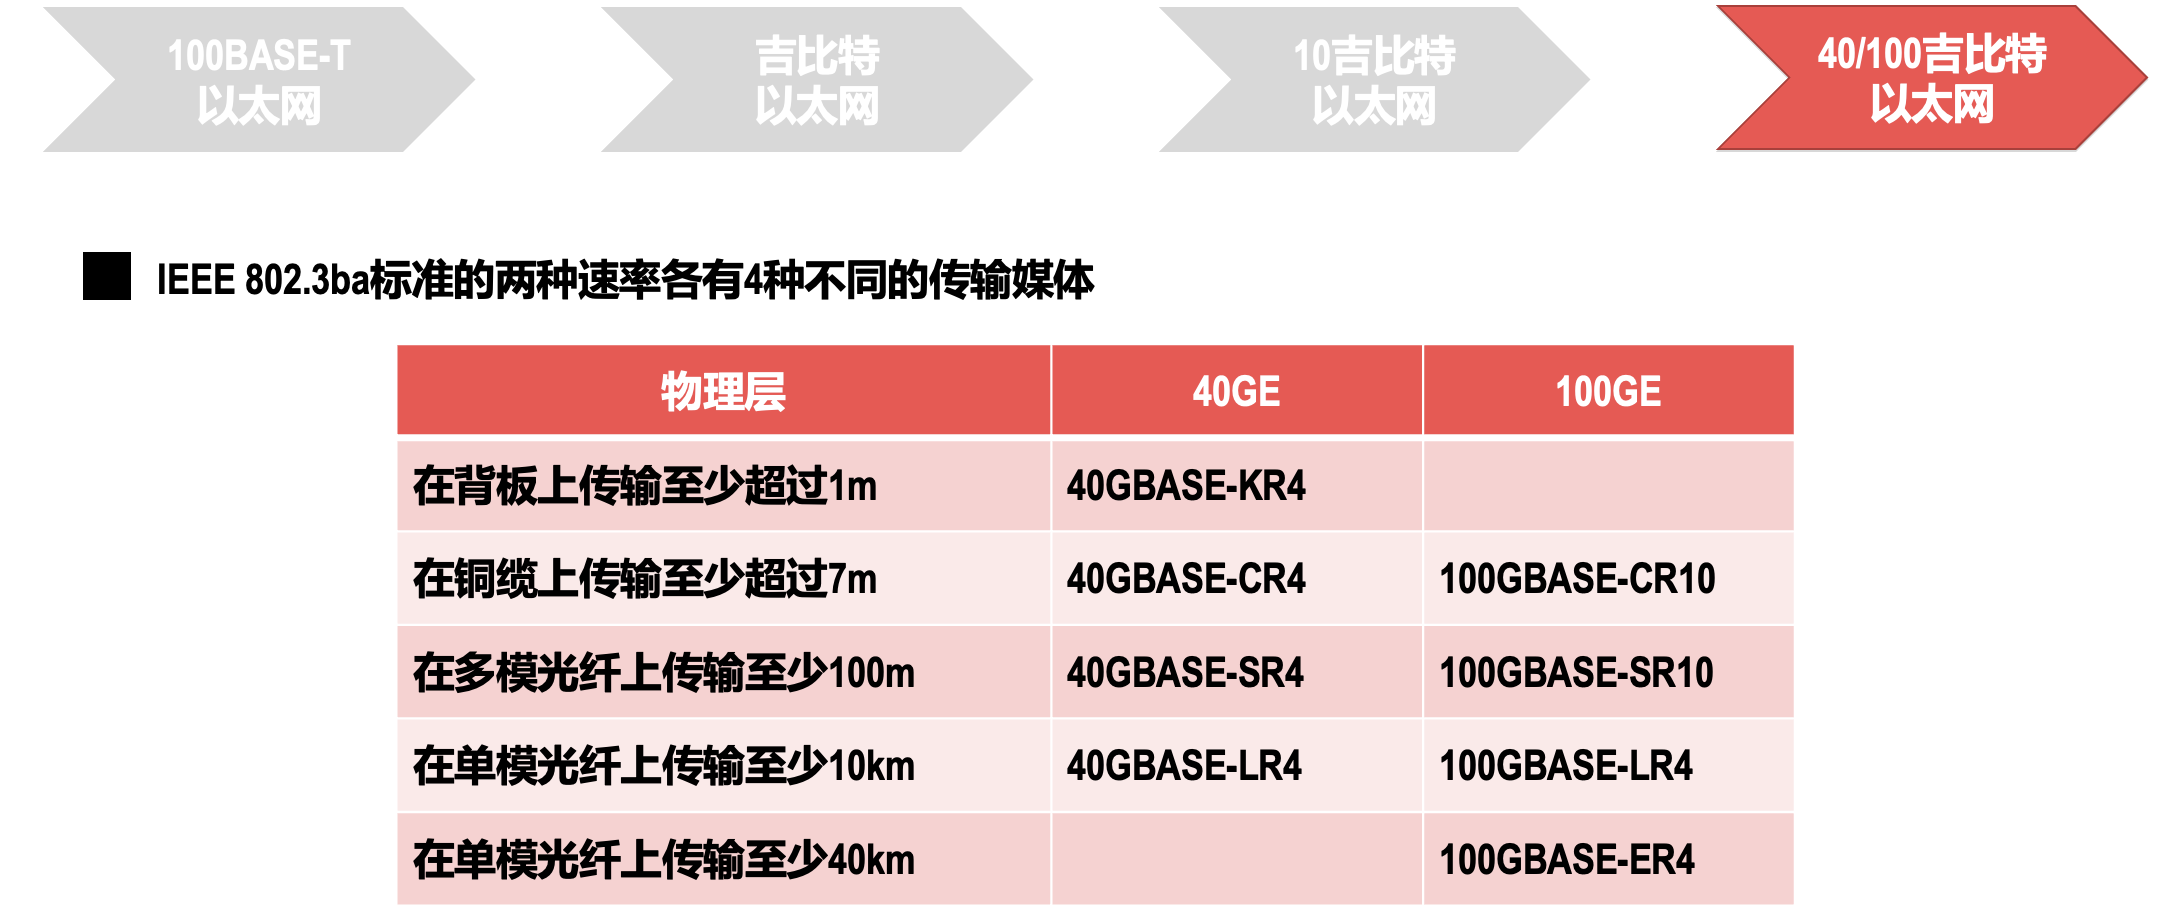 100BASE-T
以太网
吉比特
以太网
10吉比特
以太网
40/100吉比特
以太网
IEEE 802.3ba标准的两种速率各有4种不同的传输媒体
物理层 40GE 100GE
在背板上传输至少超过1m 40GBASE-KR4
在铜缆上传输至少超过7m 40GBASE-CR4 100GBASE-CR10
在多模光纤上传输至少100m 40GBASE-SR4 100GBASE-SR10
在单模光纤上传输至少10km 40GBASE-LR4 100GBASE-LR4
在单模光纤上传输至少40km 100GBASE-ER4